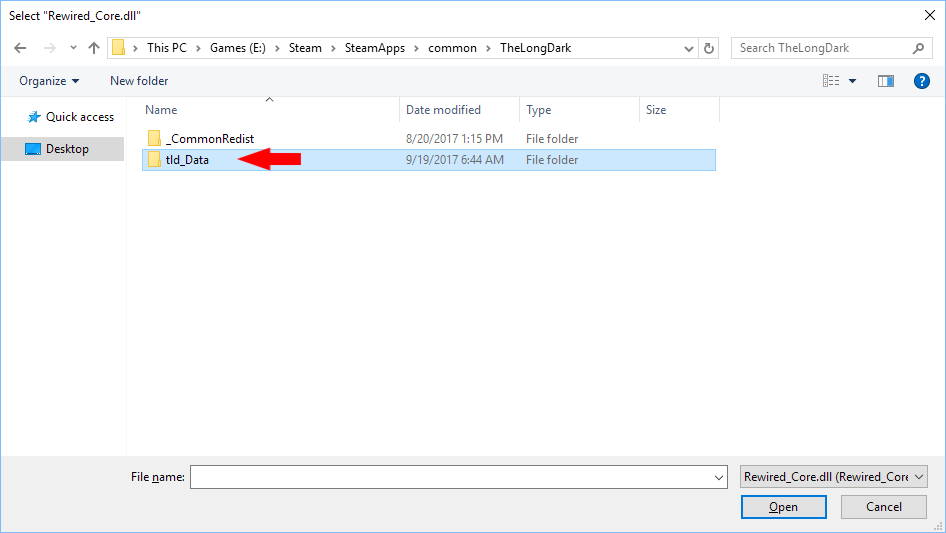 Select "Rewired_Core.dll"
This PC > Games (E:) > Steam > SteamApps > common > TheLongDark
Search TheLongDark
Organize
New folder
?
Name
Date modified
Type
Size
Quick access
Desktop
_CommonRedist 8/20/2017 1:15 PM File folder
tld_Data 9/19/2017 6:44 AM File folder
File name:
Rewired_Core.dll (Rewired_Core
Open
Cancel